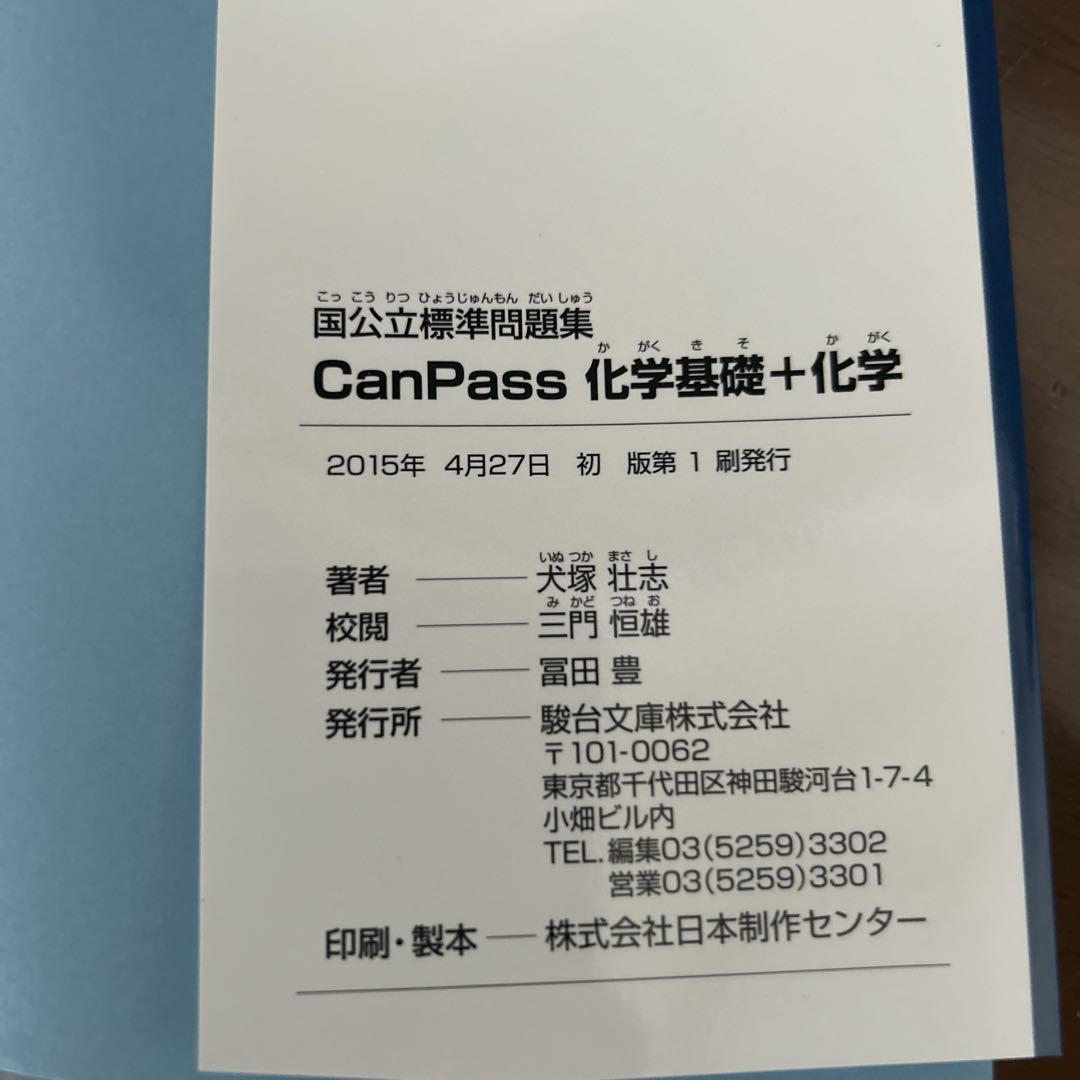 こっ こう りつ ひょうじゅんもん だい しゅう
国公立標準問題集
か がく き そ か がく
CanPass 化学基礎＋化学
2015年 4月27日 初 版第 1 刷発行
いぬ つか まさ し
著者 ── 犬塚 壮志
み かど つね お
校閲 ── 三門 恒雄
発行者 ── 冨田 豊
発行所 ── 駿台文庫株式会社
〒101-0062
東京都千代田区神田駿河台1-7-4
小畑ビル内
TEL. 編集03(5259)3302
営業03(5259)3301
印刷・製本 ── 株式会社日本制作センター